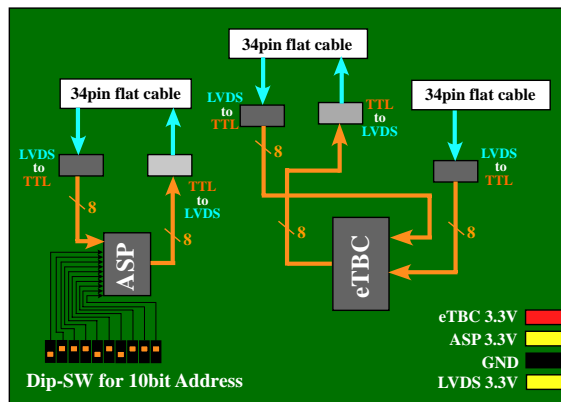 34pin flat cable
34pin flat cable
34pin flat cable
LVDS
to
TTL
TTL
to
LVDS
8
LVDS
to
TTL
TTL
to
LVDS
LVDS
to
TTL
8
8
8
8
ASP
eTBC
Dip-SW for 10bit Address
eTBC 3.3V
ASP 3.3V
GND
LVDS 3.3V